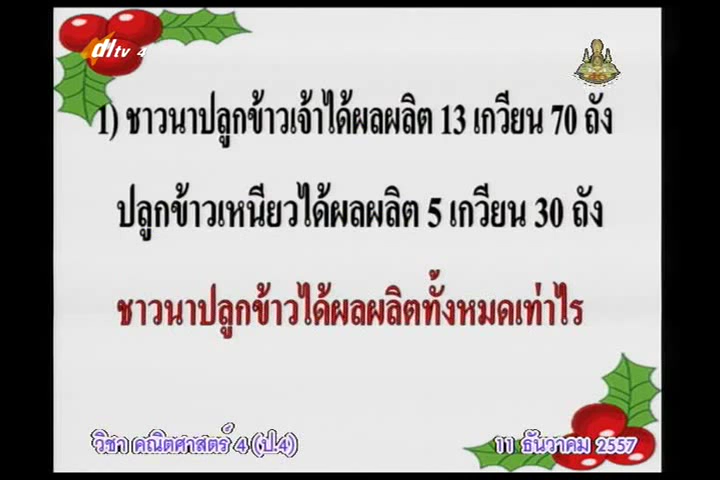 dltv 4
1) ชาวนาปลูกข้าวเจ้าได้ผลผลิต 13 เกวียน 70 ถัง
ปลูกข้าวเหนียวได้ผลผลิต 5 เกวียน 30 ถัง
ชาวนาปลูกข้าวได้ผลผลิตทั้งหมดเท่าไร
วิชา คณิตศาสตร์ 4 (ป.4)
11 ธันวาคม 2557